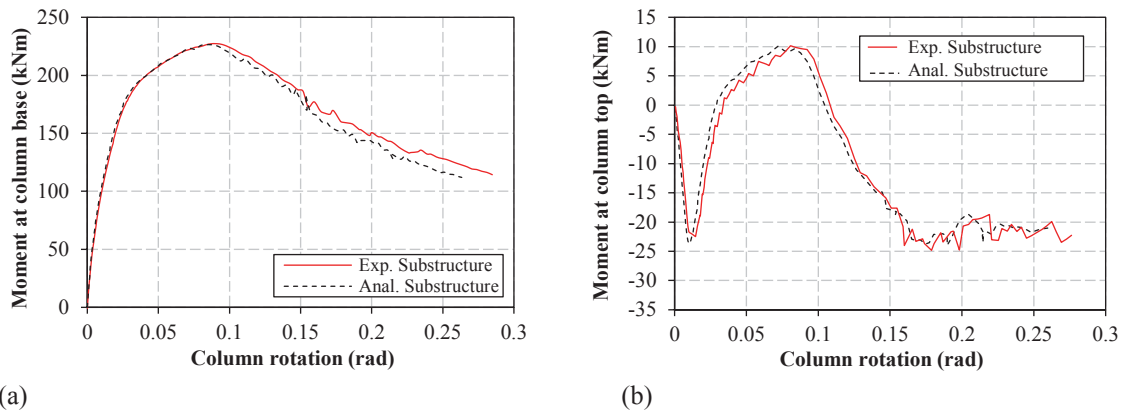 Moment at column base (kNm)
250
200
150
100
50
0
0 0.05 0.1 0.15 0.2 0.25 0.3
Column rotation (rad)
Exp. Substructure
Anal. Substructure
(a)
Moment at column top (kNm)
15
10
5
0
-5
-10
-15
-20
-25
-30
-35
0 0.05 0.1 0.15 0.2 0.25 0.3
Column rotation (rad)
Exp. Substructure
Anal. Substructure
(b)